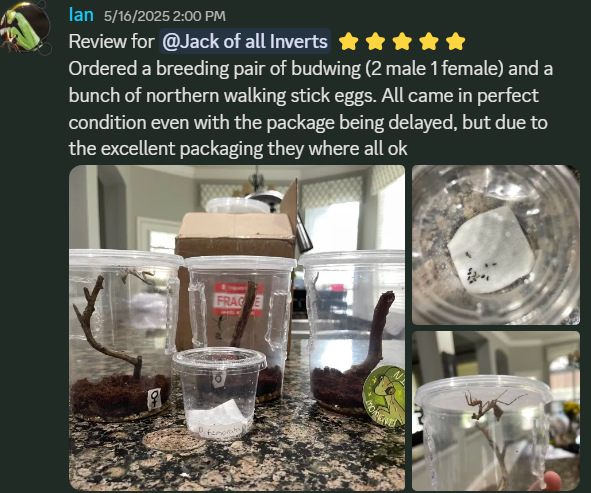 Ian 5/16/2025 2:00 PM
Review for @Jack of all Inverts ⭐⭐⭐⭐⭐
Ordered a breeding pair of budwing (2 male 1 female) and a
bunch of northern walking stick eggs. All came in perfect
condition even with the package being delayed, but due to
the excellent packaging they where all ok
FRAGILE
♀
♂